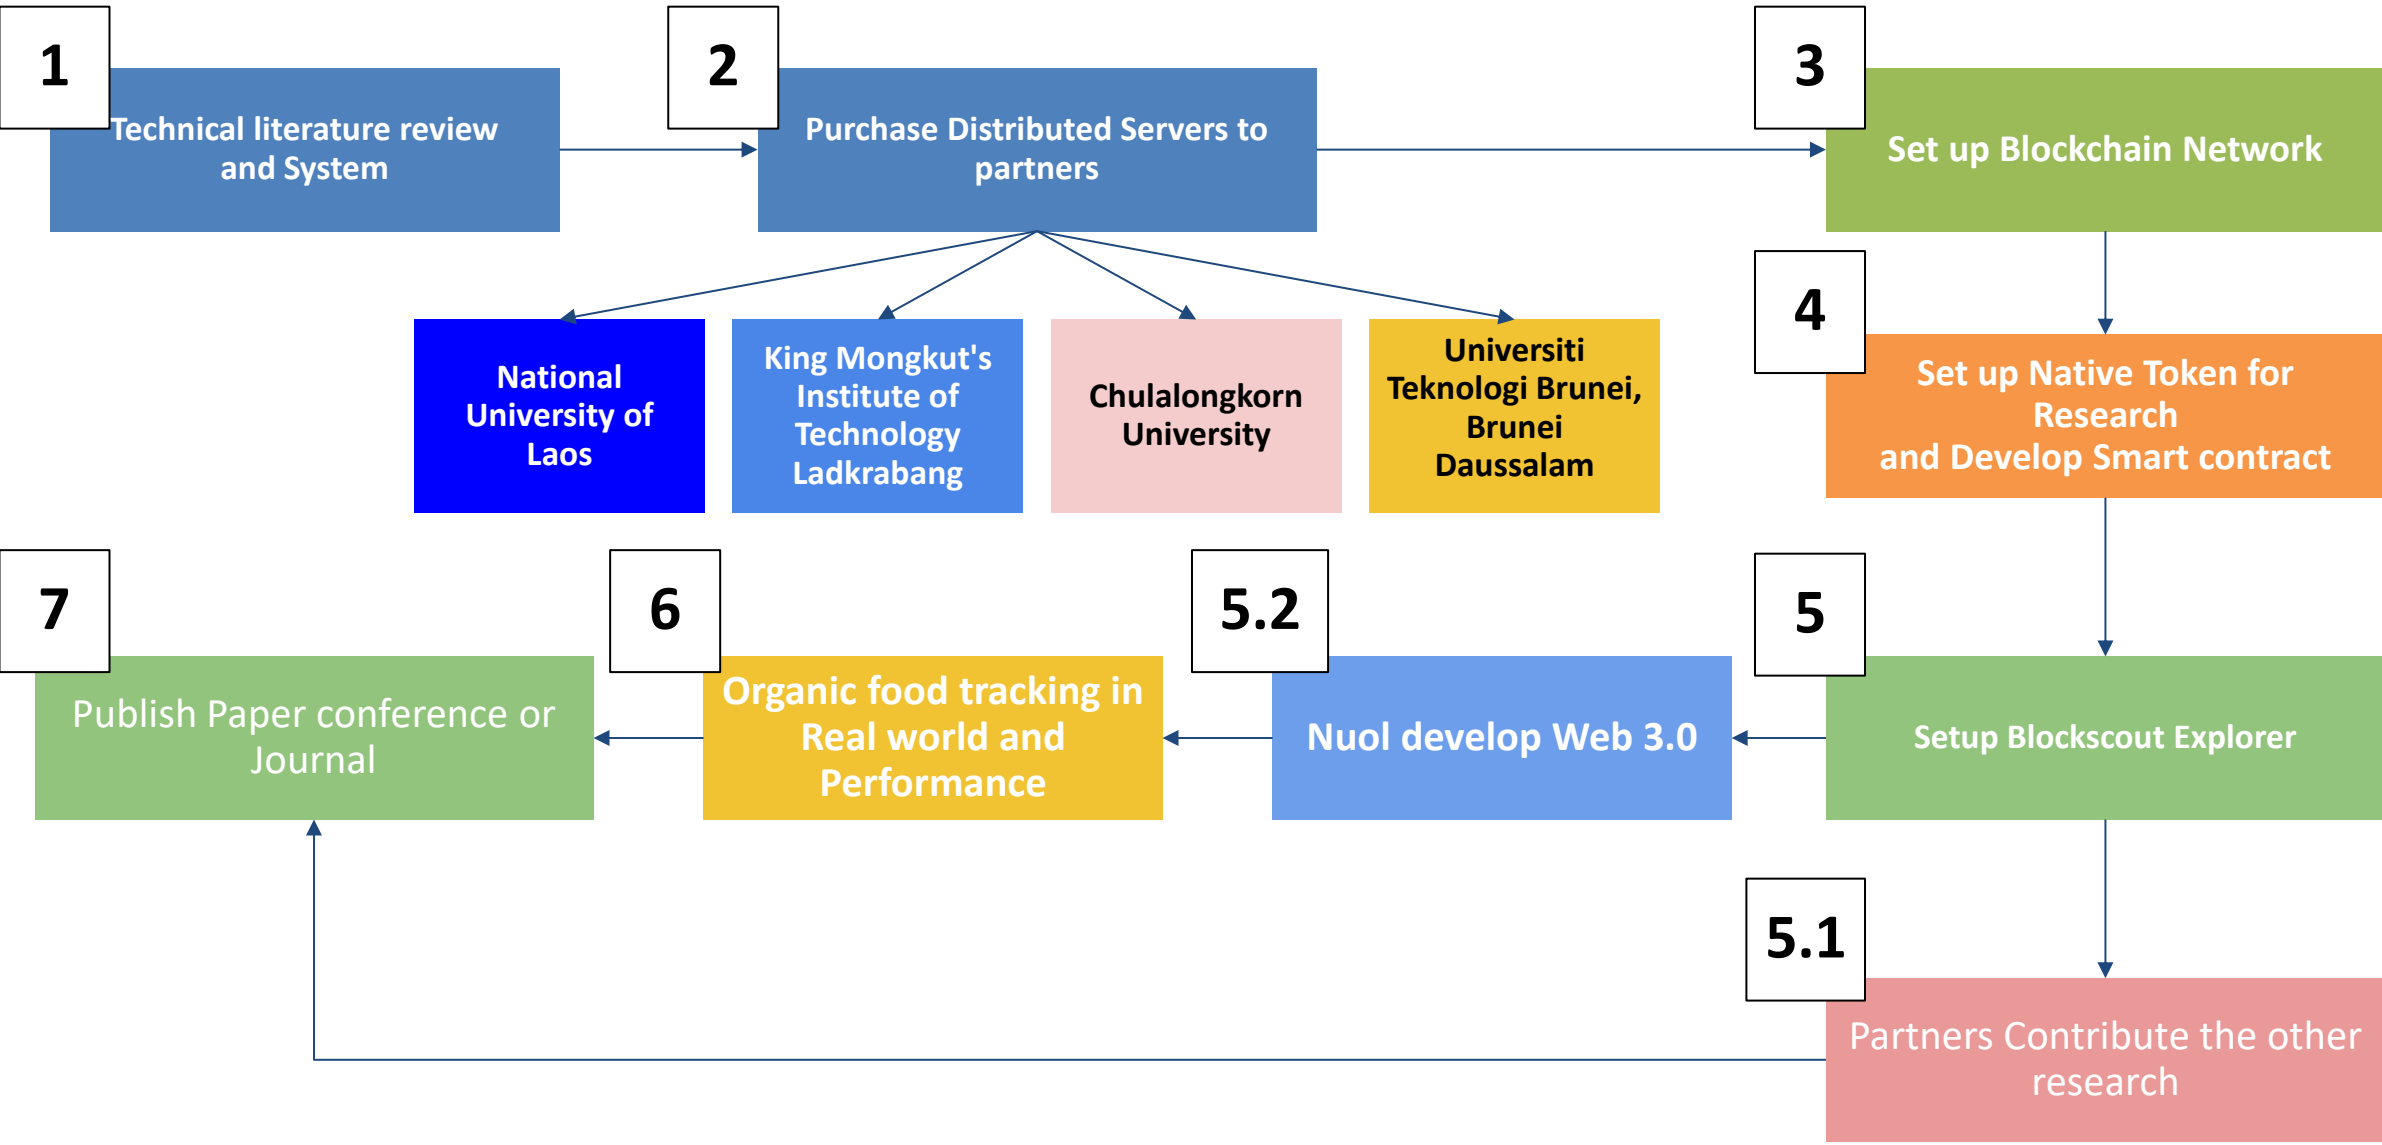 1
Technical literature review
and System
2
Purchase Distributed Servers to
partners
3
Set up Blockchain Network
National
University of
Laos
King Mongkut's
Institute of
Technology
Ladkrabang
Chulalongkorn
University
Universiti
Teknologi Brunei,
Brunei
Daussalam
4
Set up Native Token for
Research
and Develop Smart contract
7
Publish Paper conference or
Journal
6
Organic food tracking in
Real world and
Performance
5.2
Nuol develop Web 3.0
5
Setup Blockscout Explorer
5.1
Partners Contribute the other
research